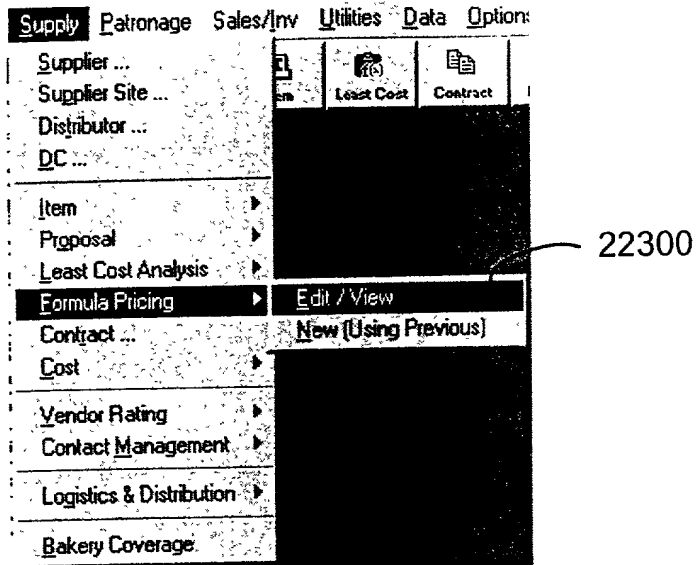 Supply Patronage Sales/Inv Utilities Data Option
Supplier ...
Supplier Site ...
Distributor ...
DC ...
Least Cost Contract
Item
Proposal
Least Cost Analysis
Formula Pricing
Contract ...
Cost
Edit / View
New (Using Previous)
22300
Vendor Rating
Contact Management
Logistics & Distribution
Bakery Coverage